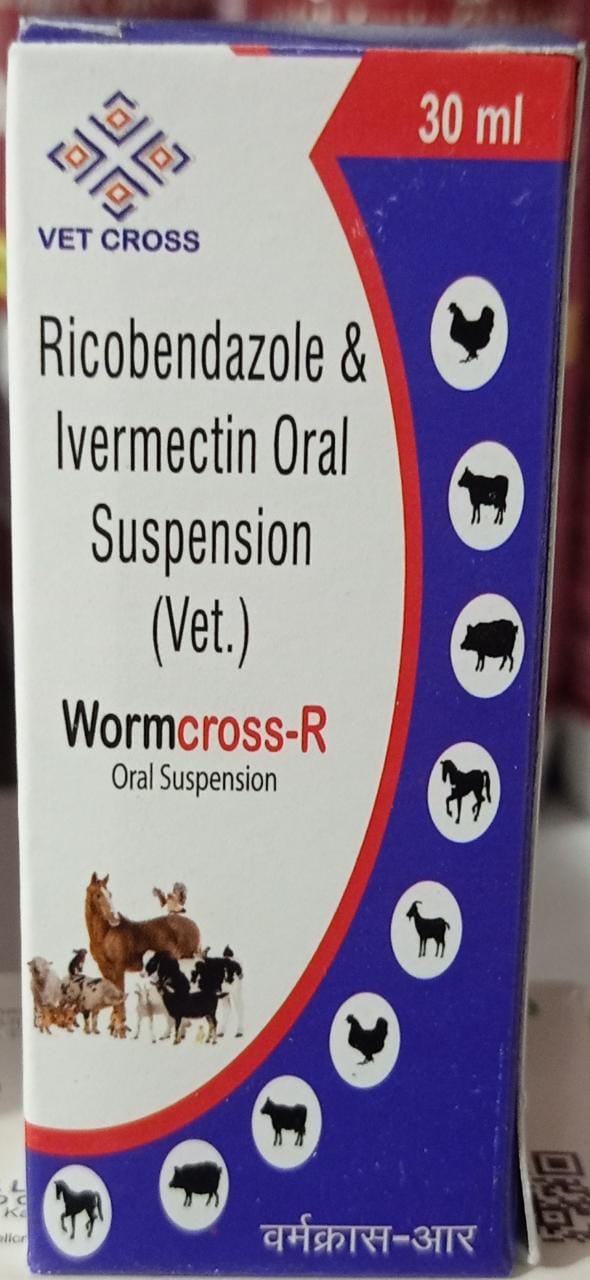 30 ml
VET CROSS
Ricobendazole &
Ivermectin Oral
Suspension
(Vet.)
Wormcross-R
Oral Suspension
वर्मक्रास-आर